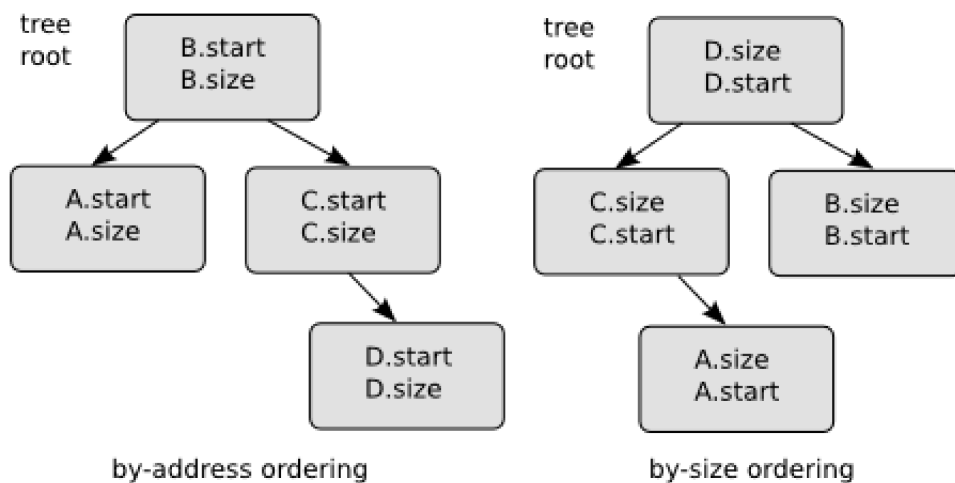 tree
root
B.start
B.size
A.start
A.size
C.start
C.size
D.start
D.size
by-address ordering
tree
root
D.size
D.start
C.size
C.start
B.size
B.start
A.size
A.start
by-size ordering